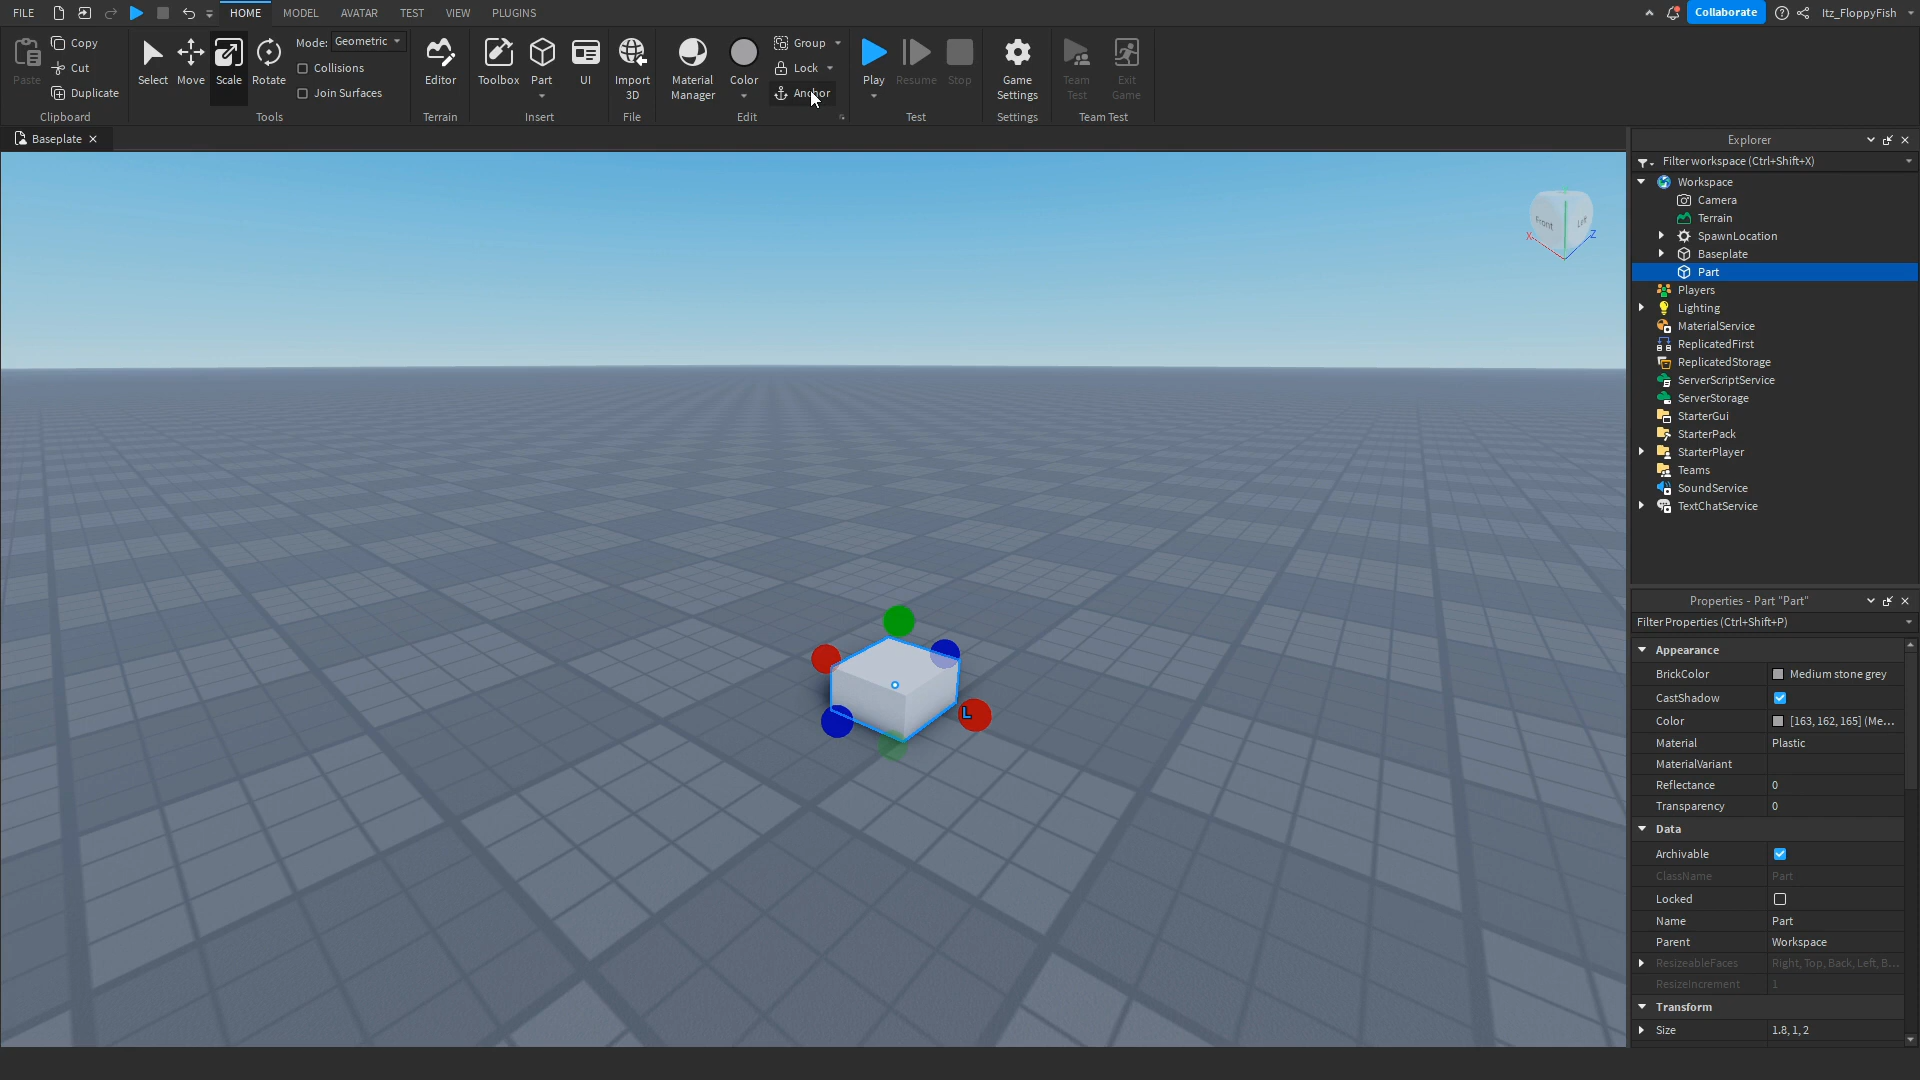 FILE HOME MODEL AVATAR TEST VIEW PLUGINS Collaborate Itz_FloppyFish
Paste Copy Cut Duplicate
Clipboard
Select Move Scale Rotate Mode: Geometric
Collisions
Join Surfaces
Tools
Editor
Terrain
Toolbox Part UI
Insert
Import 3D
File
Material Manager Color Group Lock Anchor
Edit
Play Resume Stop
Test
Game Settings
Settings
Team Test Exit Game
Team Test
Baseplate
Front Left
X Z
L
Explorer
Filter workspace (Ctrl+Shift+X)
Workspace
Camera
Terrain
SpawnLocation
Baseplate
Part
Players
Lighting
MaterialService
ReplicatedFirst
ReplicatedStorage
ServerScriptService
ServerStorage
StarterGui
StarterPack
StarterPlayer
Teams
SoundService
TextChatService
Properties - Part "Part"
Filter Properties (Ctrl+Shift+P)
Appearance
BrickColor Medium stone grey
CastShadow
Color [163, 162, 165] (Me...
Material Plastic
MaterialVariant
Reflectance 0
Transparency 0
Data
Archivable
ClassName Part
Locked
Name Part
Parent Workspace
ResizeableFaces Right, Top, Back, Left, B...
ResizeIncrement 1
Transform
Size 1.8, 1, 2